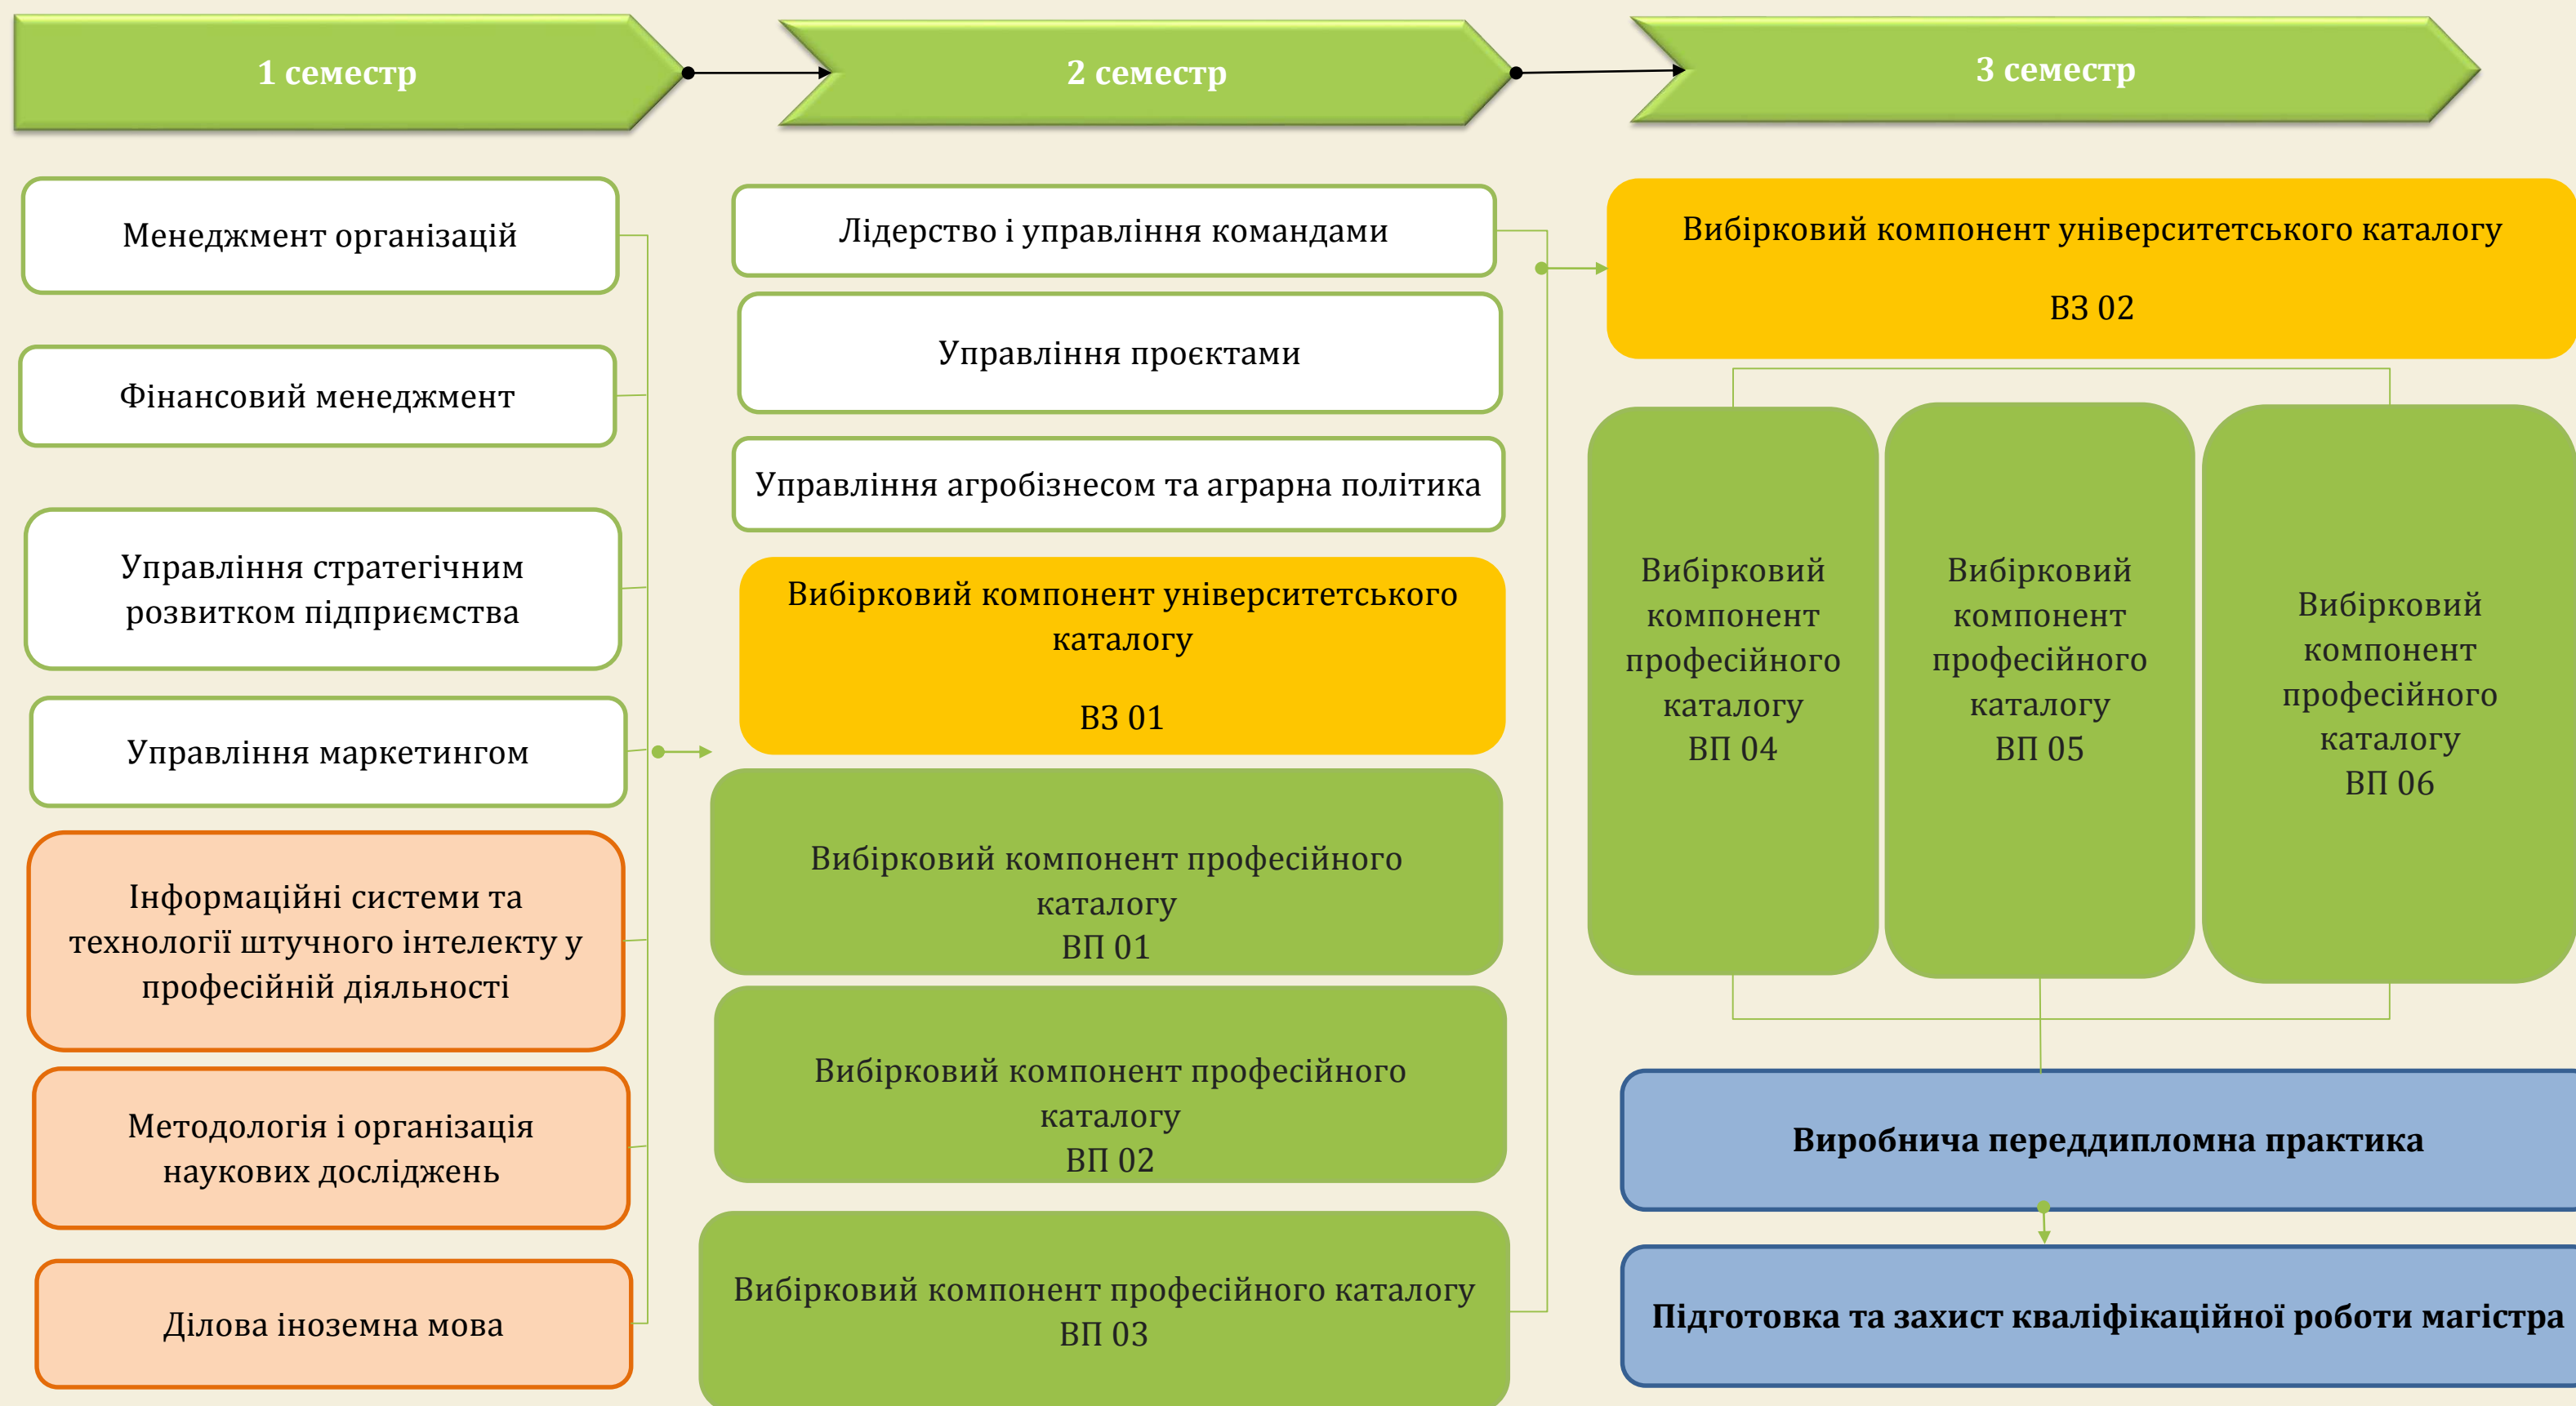 1 семестр
2 семестр
3 семестр
Менеджмент організацій
Фінансовий менеджмент
Управління стратегічним
розвитком підприємства
Управління маркетингом
Інформаційні системи та
технології штучного інтелекту у
професійній діяльності
Методологія і організація
наукових досліджень
Ділова іноземна мова
Лідерство і управління командами
Управління проєктами
Управління агробізнесом та аграрна політика
Вибірковий компонент університетського
каталогу
ВЗ 01
Вибірковий компонент професійного
каталогу
ВП 01
Вибірковий компонент професійного
каталогу
ВП 02
Вибірковий компонент професійного каталогу
ВП 03
Вибірковий компонент університетського каталогу
ВЗ 02
Вибірковий
компонент
професійного
каталогу
ВП 04
Вибірковий
компонент
професійного
каталогу
ВП 05
Вибірковий
компонент
професійного
каталогу
ВП 06
Виробнича переддипломна практика
Підготовка та захист кваліфікаційної роботи магістра